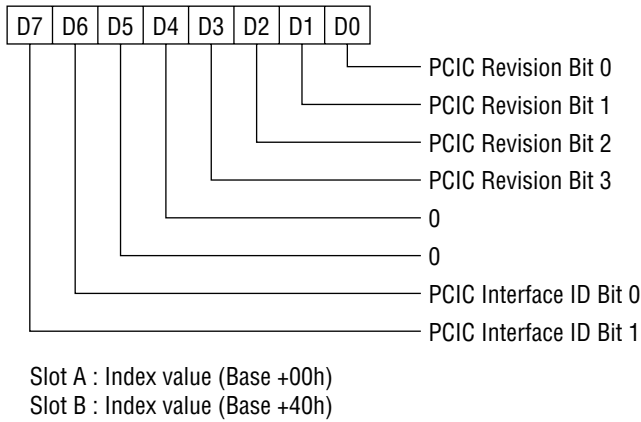 D7 D6 D5 D4 D3 D2 D1 D0
PCIC Revision Bit 0
PCIC Revision Bit 1
PCIC Revision Bit 2
PCIC Revision Bit 3
0
0
PCIC Interface ID Bit 0
PCIC Interface ID Bit 1
Slot A : Index value (Base +00h)
Slot B : Index value (Base +40h)